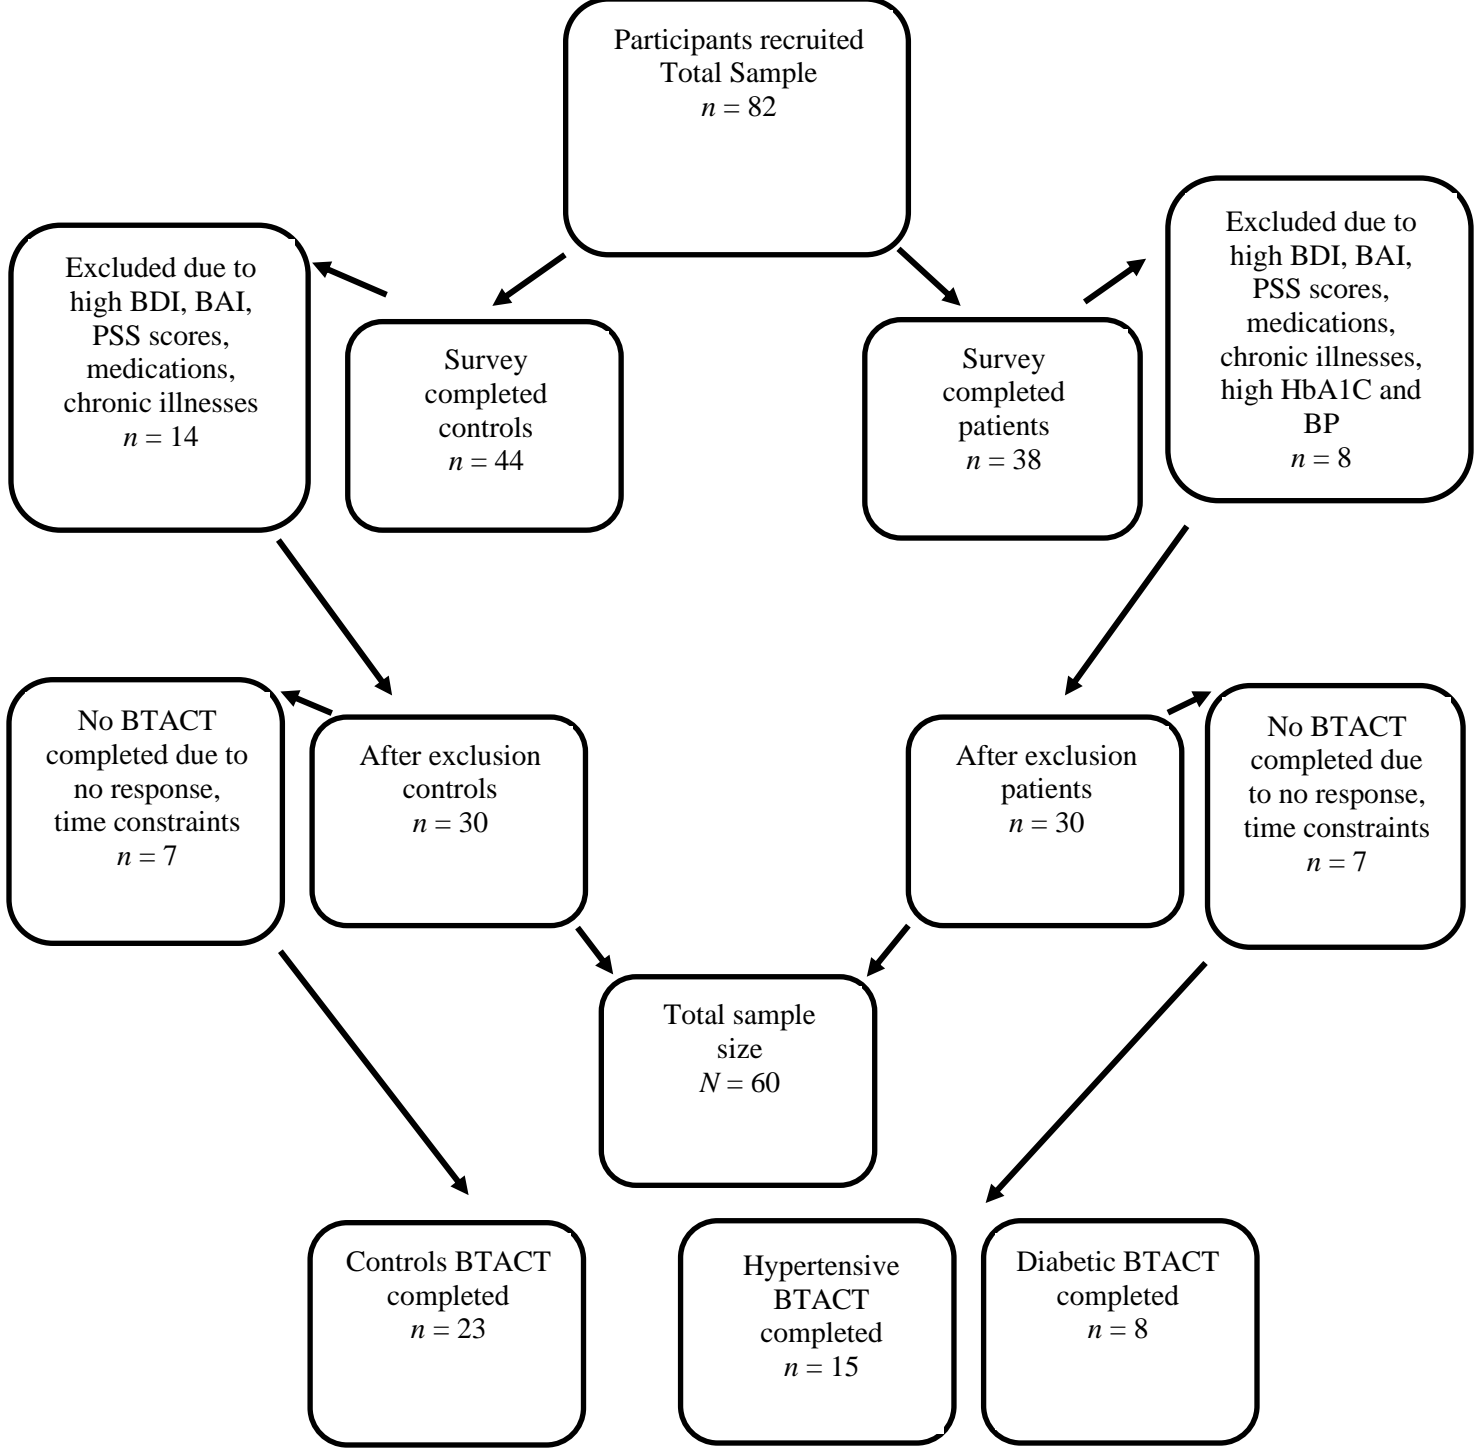 Participants recruited
Total Sample
n = 82
Excluded due to
high BDI, BAI,
PSS scores,
medications,
chronic illnesses
n = 14
Survey
completed
controls
n = 44
Survey
completed
patients
n = 38
Excluded due to
high BDI, BAI,
PSS scores,
medications,
chronic illnesses,
high HbA1C and
BP
n = 8
No BTACT
completed due to
no response,
time constraints
n = 7
After exclusion
controls
n = 30
After exclusion
patients
n = 30
No BTACT
completed due
to no response,
time constraints
n = 7
Total sample
size
N = 60
Controls BTACT
completed
n = 23
Hypertensive
BTACT
completed
n = 15
Diabetic BTACT
completed
n = 8